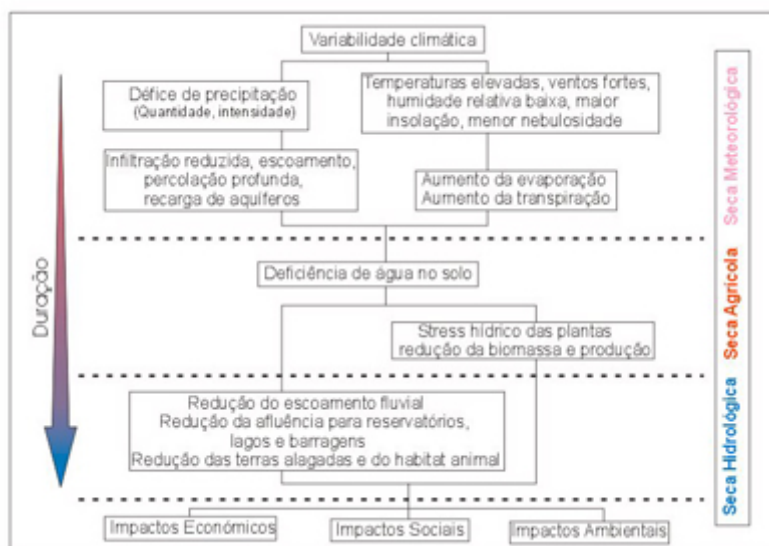 Variabilidade climática
Défice de precipitação
(Quantidade, intensidade)
Temperaturas elevadas, ventos fortes,
humidade relativa baixa, maior
insolação, menor nebulosidade
Infiltração reduzida, escoamento,
percolação profunda,
recarga de aquíferos
Aumento da evaporação
Aumento da transpiração
Seca Meteorológica
Deficiência de água no solo
Stress hídrico das plantas
redução da biomassa e produção
Seca Agrícola
Duração
Redução do escoamento fluvial
Redução da afluência para reservatórios,
lagos e barragens
Redução das terras alagadas e do habitat animal
Seca Hidrológica
Impactos Económicos
Impactos Sociais
Impactos Ambientais